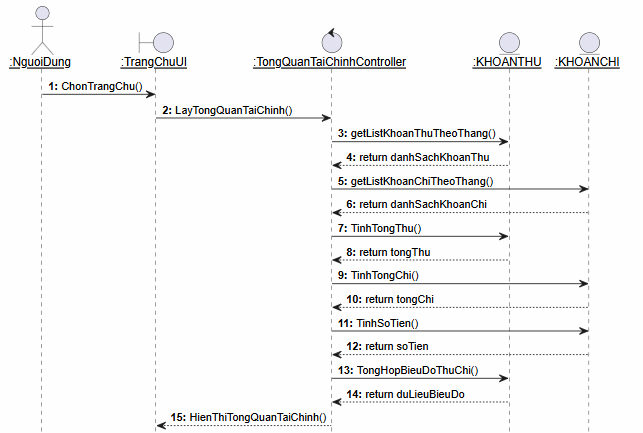 :NguoiDung :TrangChuUI :TongQuanTaiChinhController :KHOANTHU :KHOANCHI
1: ChonTrangChu()
2: LayTongQuanTaiChinh()
3: getListKhoanThuTheoThang()
4: return danhSachKhoanThu
5: getListKhoanChiTheoThang()
6: return danhSachKhoanChi
7: TinhTongThu()
8: return tongThu
9: TinhTongChi()
10: return tongChi
11: TinhSoTien()
12: return soTien
13: TongHopBieuDoThuChi()
14: return duLieuBieuDo
15: HienThiTongQuanTaiChinh()